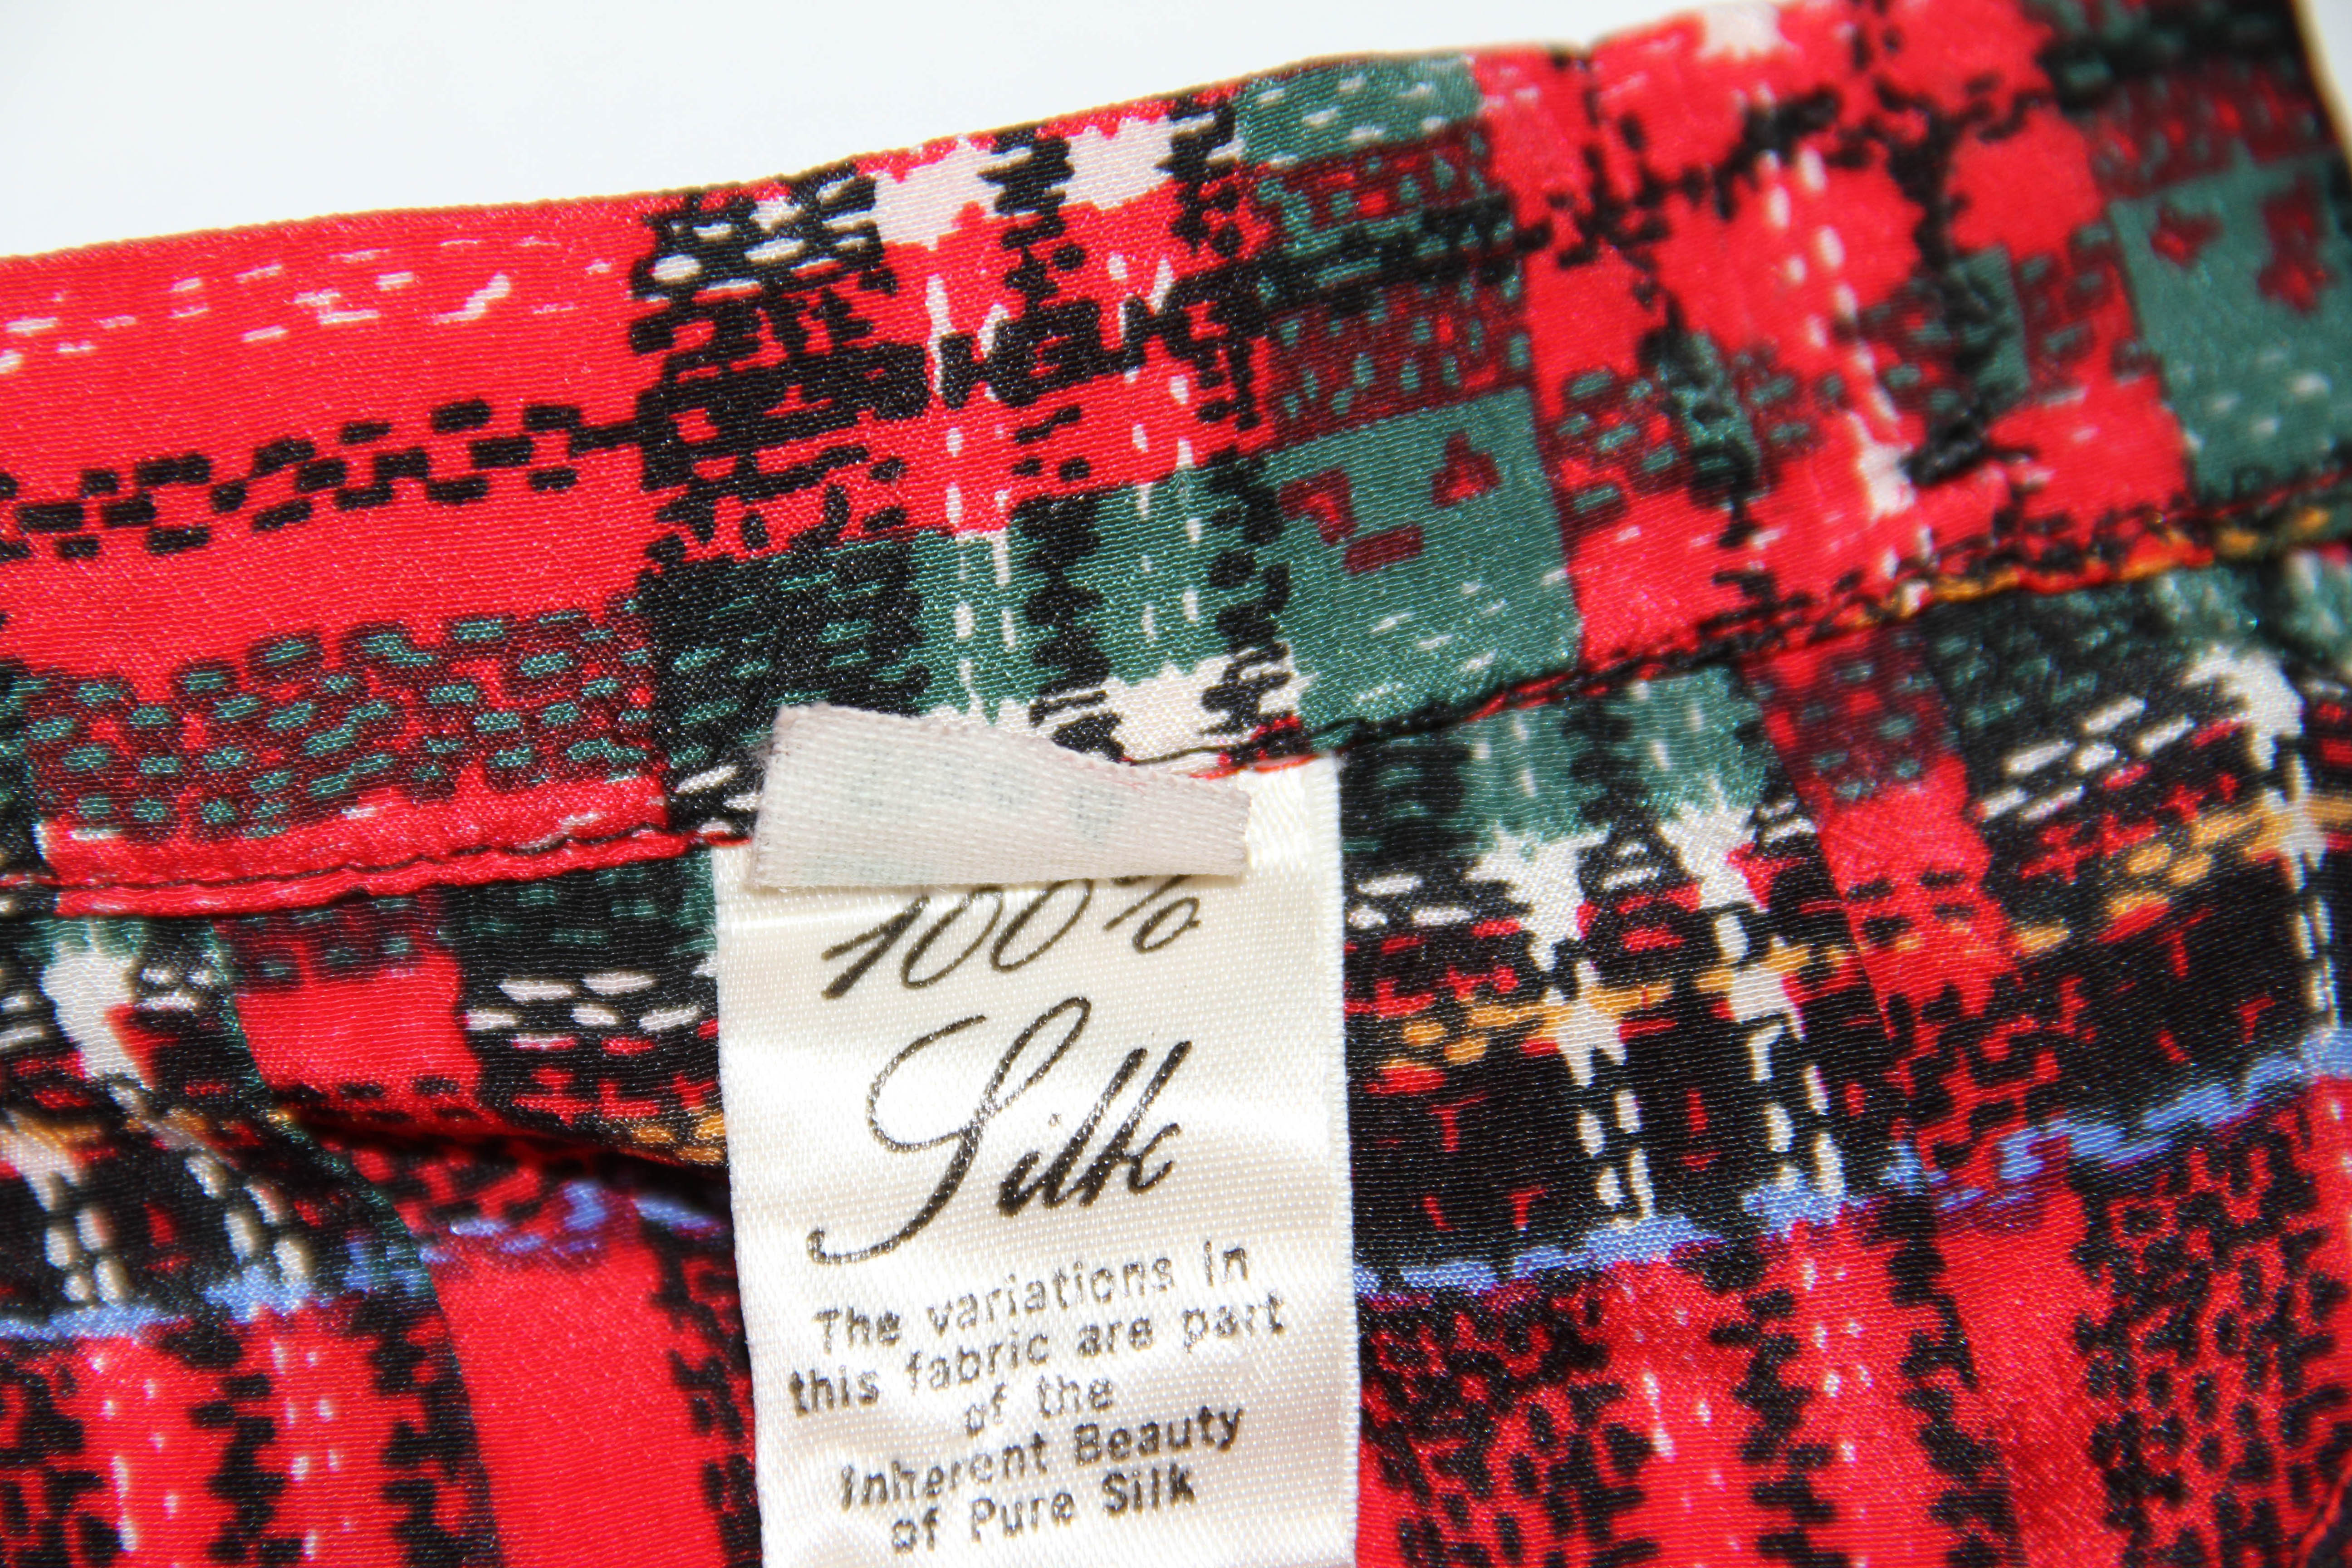 100%
Silk
The variations in
this fabric are part
of the
Inherent Beauty
of Pure Silk